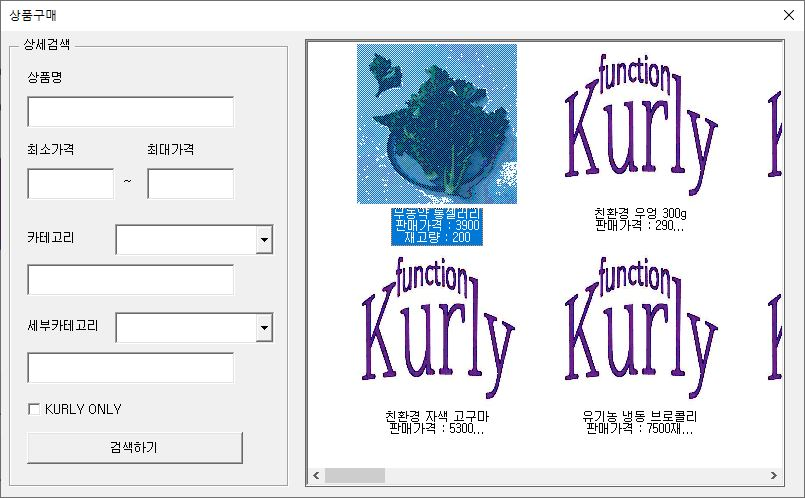 상품구매
상세검색
상품명
최소가격
최대가격
~
카테고리
세부카테고리
KURLY ONLY
검색하기
무농약 통셀러리
판매가격 : 3900
재고량 : 200
function
Kurly
친환경 우엉 300g
판매가격 : 290...
function
Kurly
친환경 자색 고구마
판매가격 : 5300...
function
Kurly
유기농 냉동 브로콜리
판매가격 : 7500재...